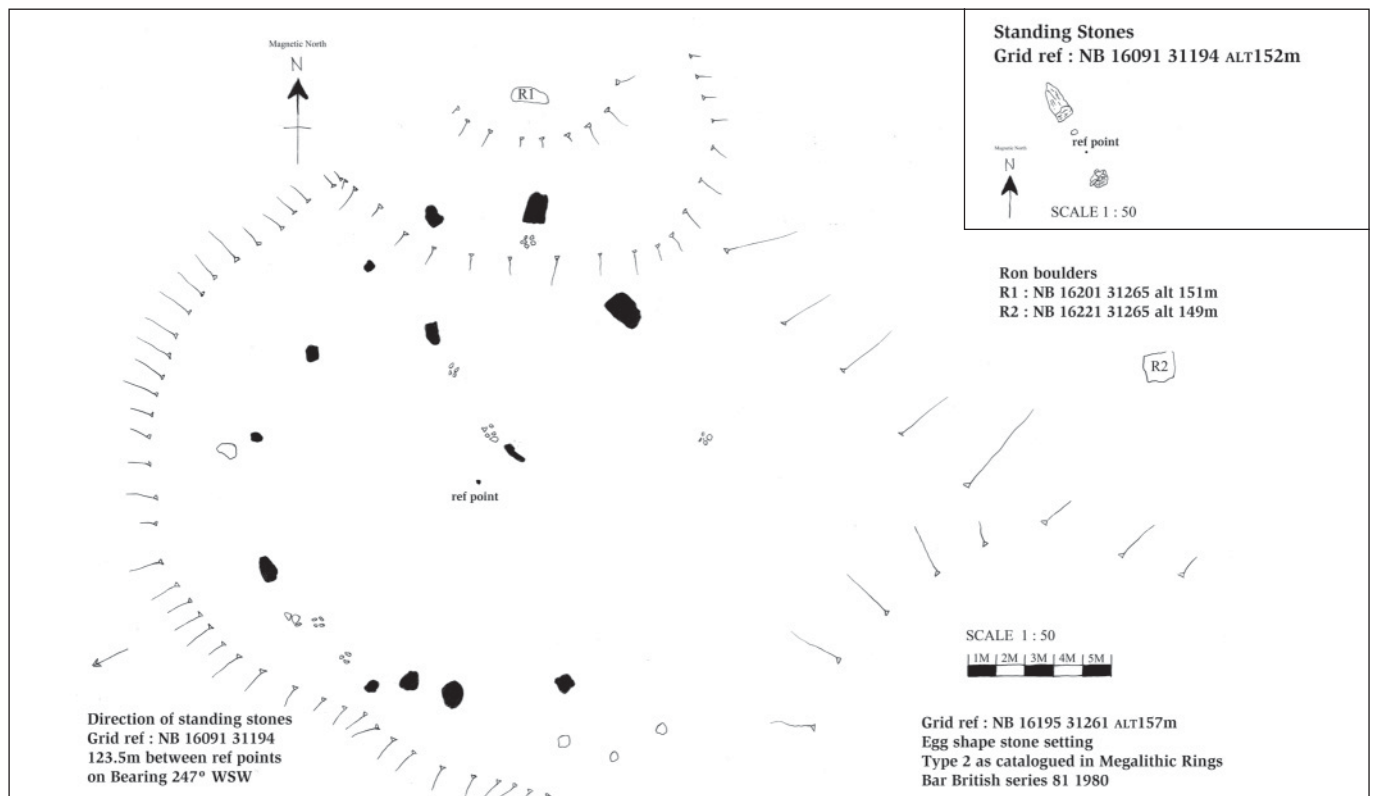 Magnetic North
N
R1
Standing Stones
Grid ref : NB 16091 31194 ALT152m
ref point
Magnetic North
N
SCALE 1 : 50
Ron boulders
R1 : NB 16201 31265 alt 151m
R2 : NB 16221 31265 alt 149m
R2
ref point
SCALE 1 : 50
1M 2M 3M 4M 5M
Direction of standing stones
Grid ref : NB 16091 31194
123.5m between ref points
on Bearing 247º WSW
Grid ref : NB 16195 31261 ALT157m
Egg shape stone setting
Type 2 as catalogued in Megalithic Rings
Bar British series 81 1980